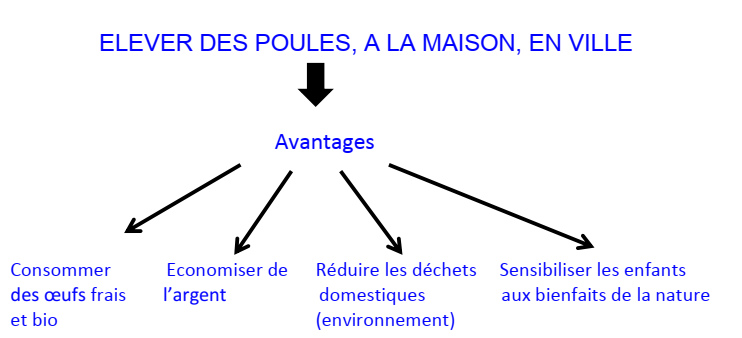 ELEVER DES POULES, A LA MAISON, EN VILLE
Avantages
Consommer
des œufs frais
et bio
Economiser de
l’argent
Réduire les déchets
domestiques
(environnement)
Sensibiliser les enfants
aux bienfaits de la nature